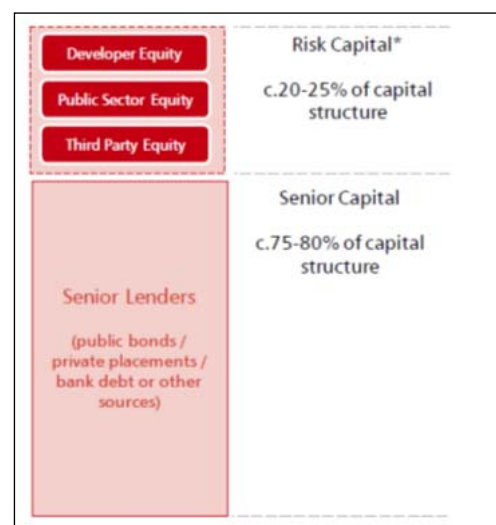 Developer Equity
Public Sector Equity
Third Party Equity
Risk Capital*
c.20-25% of capital
structure
Senior Capital
c.75-80% of capital
structure
Senior Lenders
(public bonds /
private placements /
bank debt or other
sources)